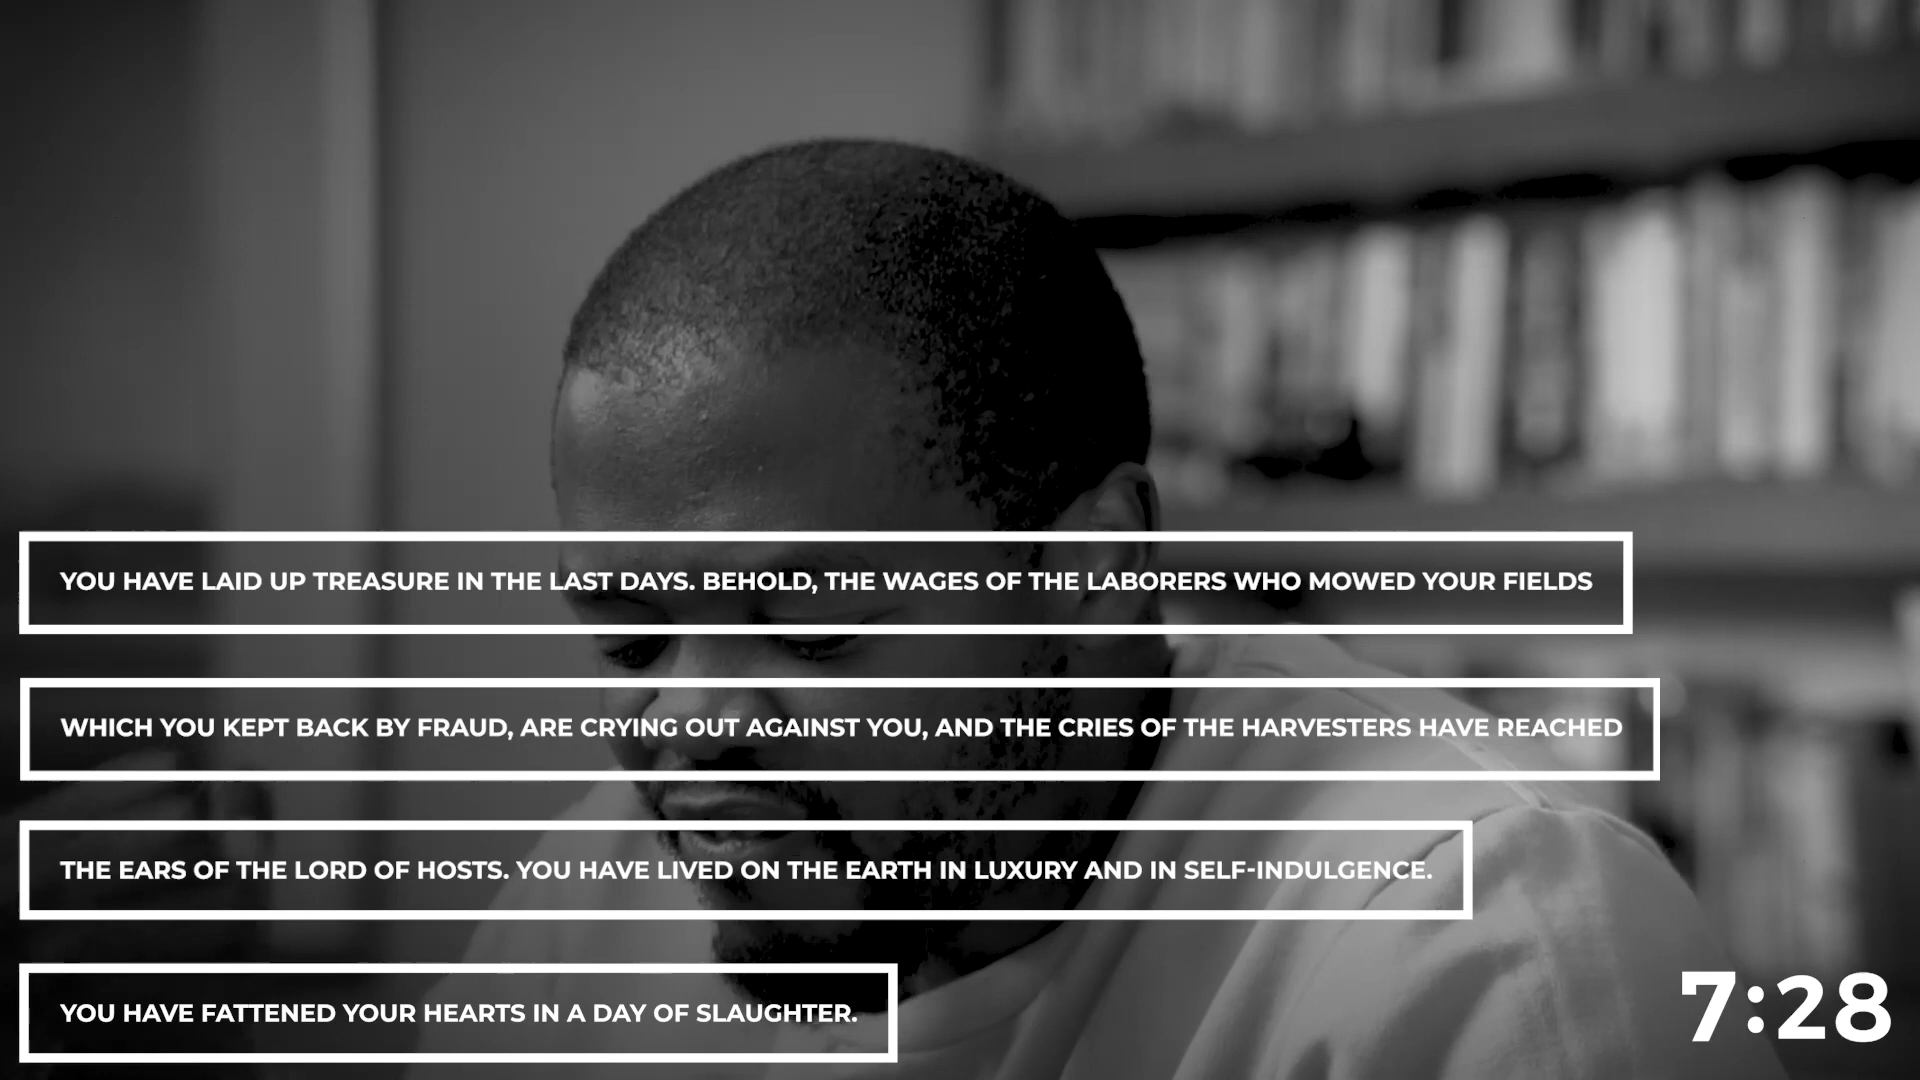 YOU HAVE LAID UP TREASURE IN THE LAST DAYS. BEHOLD, THE WAGES OF THE LABORERS WHO MOWED YOUR FIELDS
WHICH YOU KEPT BACK BY FRAUD, ARE CRYING OUT AGAINST YOU, AND THE CRIES OF THE HARVESTERS HAVE REACHED
THE EARS OF THE LORD OF HOSTS. YOU HAVE LIVED ON THE EARTH IN LUXURY AND IN SELF-INDULGENCE.
YOU HAVE FATTENED YOUR HEARTS IN A DAY OF SLAUGHTER.
7:28